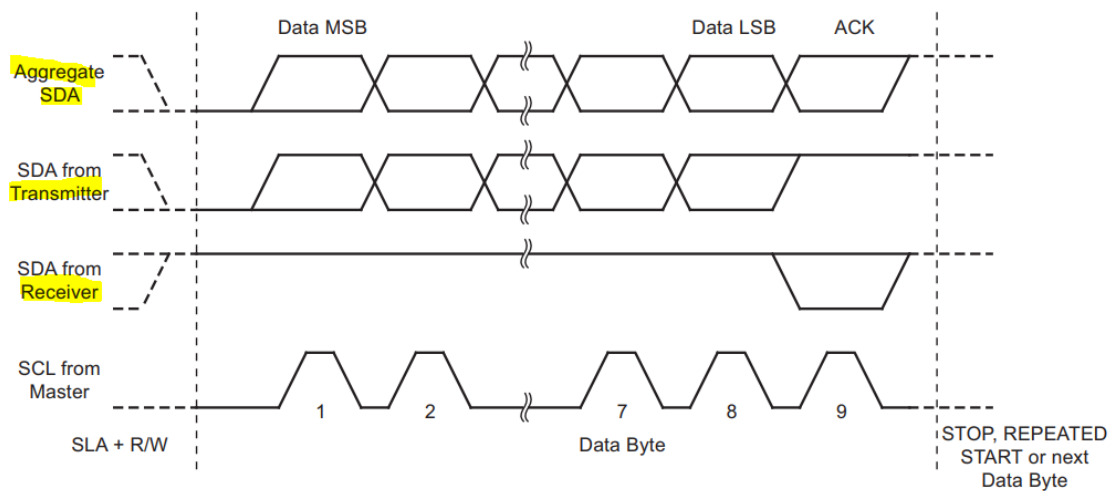 Data MSB
Data LSB
ACK
Aggregate
SDA
SDA from
Transmitter
SDA from
Receiver
SCL from
Master
1
2
7
8
9
SLA + R/W
Data Byte
STOP, REPEATED
START or next
Data Byte